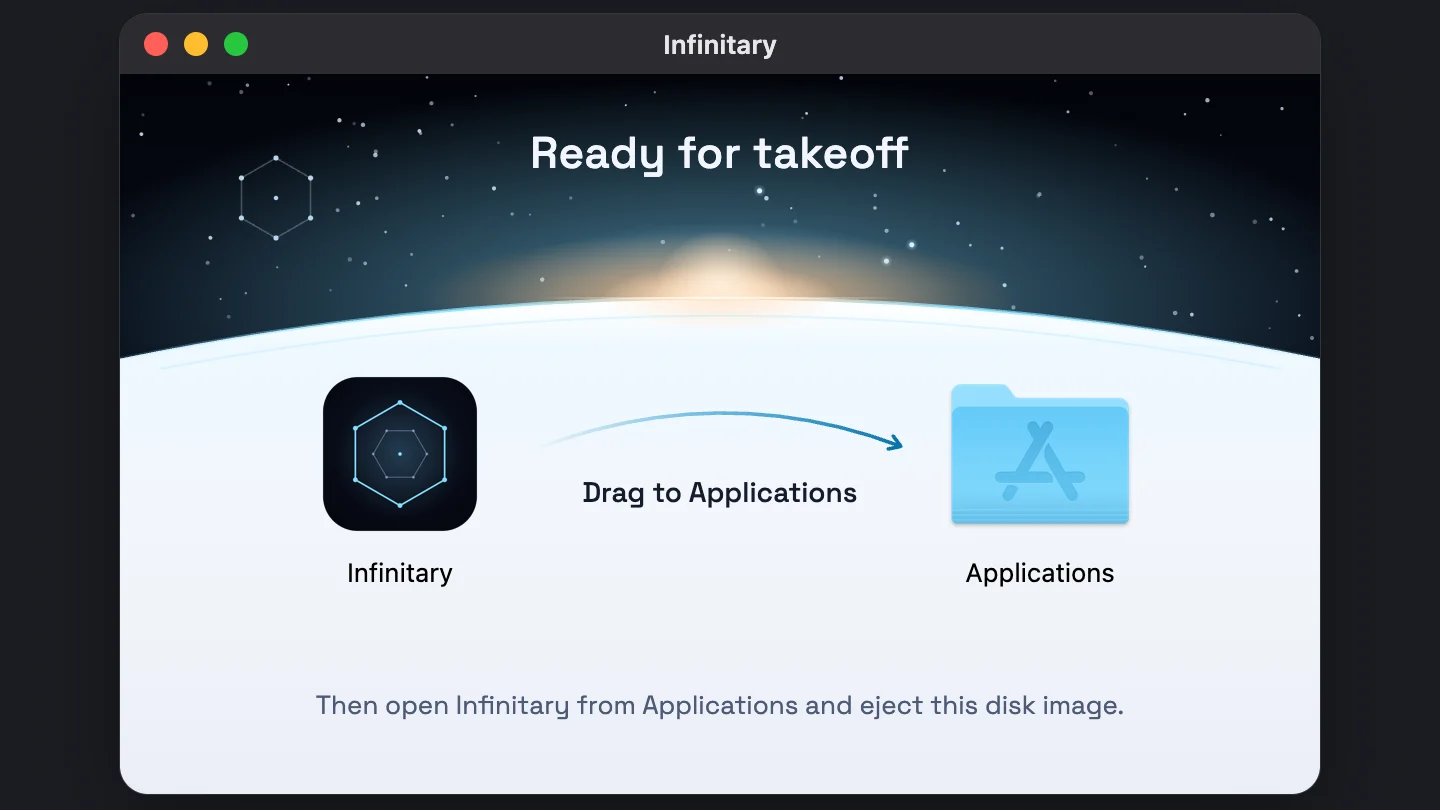 Infinitary
Ready for takeoff
Drag to Applications
Infinitary
Applications
Then open Infinitary from Applications and eject this disk image.